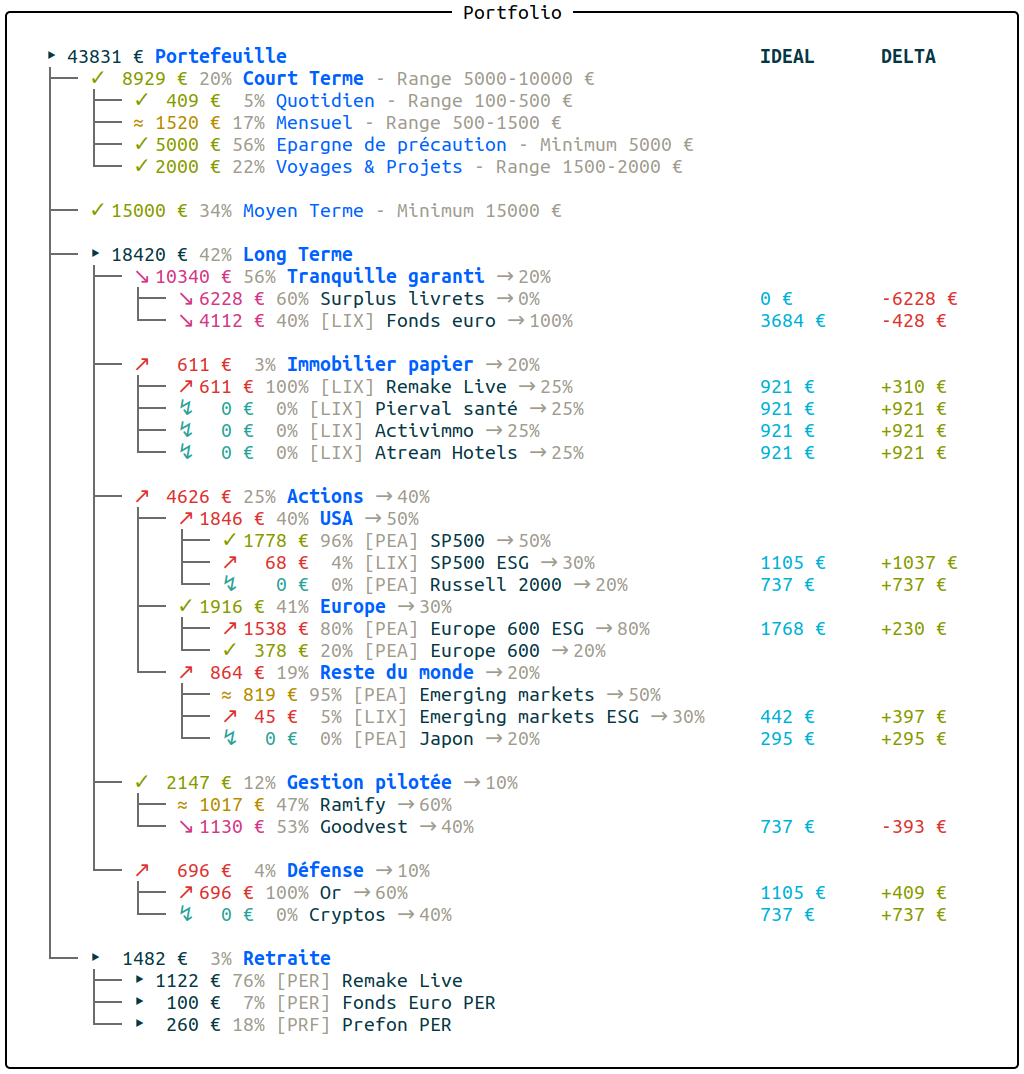 Portfolio
▸ 43831 € Portefeuille IDEAL DELTA
✓ 8929 € 20% Court Terme - Range 5000-10000 €
✓ 409 € 5% Quotidien - Range 100-500 €
≈ 1520 € 17% Mensuel - Range 500-1500 €
✓ 5000 € 56% Epargne de précaution - Minimum 5000 €
✓ 2000 € 22% Voyages & Projets - Range 1500-2000 €
✓ 15000 € 34% Moyen Terme - Minimum 15000 €
▸ 18420 € 42% Long Terme
↘ 10340 € 56% Tranquille garanti → 20%
↘ 6228 € 60% Surplus livrets → 0% 0 € -6228 €
↘ 4112 € 40% [LIX] Fonds euro → 100% 3684 € -428 €
↗ 611 € 3% Immobilier papier → 20%
↗ 611 € 100% [LIX] Remake Live → 25% 921 € +310 €
↯ 0 € 0% [LIX] Pierval santé → 25% 921 € +921 €
↯ 0 € 0% [LIX] Activimmo → 25% 921 € +921 €
↯ 0 € 0% [LIX] Atream Hotels → 25% 921 € +921 €
↗ 4626 € 25% Actions → 40%
↗ 1846 € 40% USA → 50%
✓ 1778 € 96% [PEA] SP500 → 50%
↗ 68 € 4% [LIX] SP500 ESG → 30% 1105 € +1037 €
↯ 0 € 0% [PEA] Russell 2000 → 20% 737 € +737 €
✓ 1916 € 41% Europe → 30%
↗ 1538 € 80% [PEA] Europe 600 ESG → 80% 1768 € +230 €
✓ 378 € 20% [PEA] Europe 600 → 20%
↗ 864 € 19% Reste du monde → 20%
≈ 819 € 95% [PEA] Emerging markets → 50%
↗ 45 € 5% [LIX] Emerging markets ESG → 30% 442 € +397 €
↯ 0 € 0% [PEA] Japon → 20% 295 € +295 €
✓ 2147 € 12% Gestion pilotée → 10%
≈ 1017 € 47% Ramify → 60%
↘ 1130 € 53% Goodvest → 40% 737 € -393 €
↗ 696 € 4% Défense → 10%
↗ 696 € 100% Or → 60% 1105 € +409 €
↯ 0 € 0% Cryptos → 40% 737 € +737 €
▸ 1482 € 3% Retraite
▸ 1122 € 76% [PER] Remake Live
▸ 100 € 7% [PER] Fonds Euro PER
▸ 260 € 18% [PRF] Prefon PER